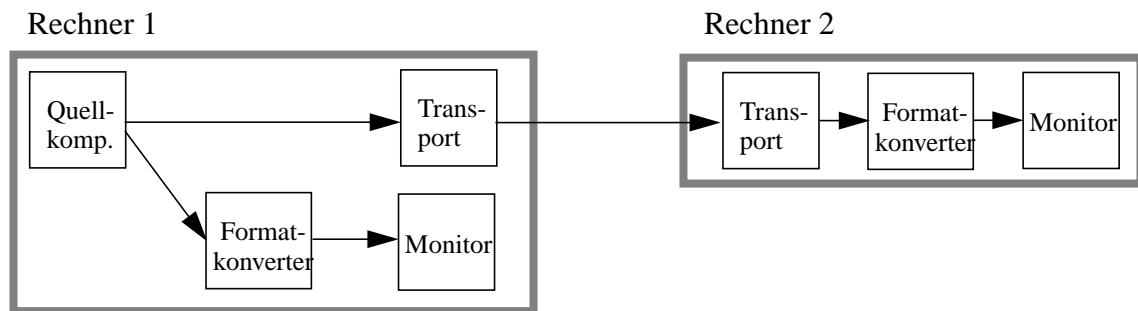 Rechner 1
Rechner 2
Quell-
komp.
Trans-
port
Format-
konverter
Monitor
Trans-
port
Format-
konverter
Monitor